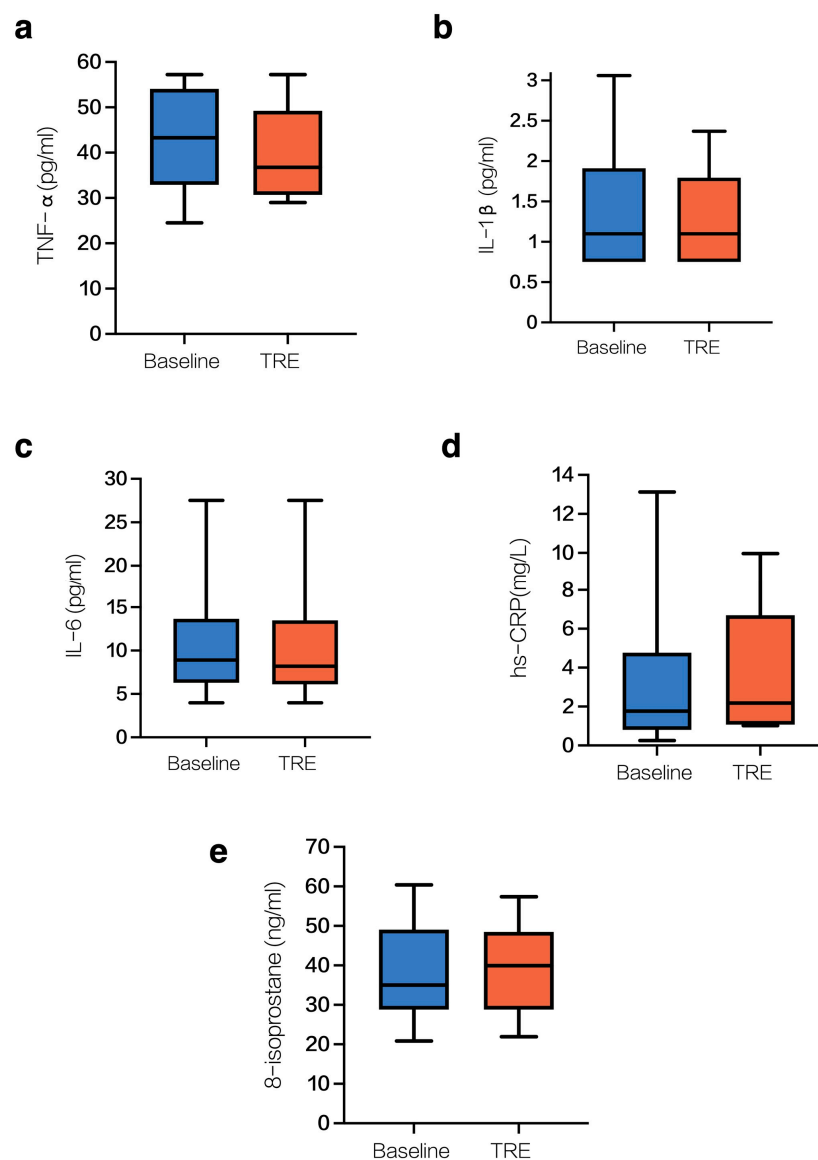 a
60
50
40
30
20
10
0
TNF- α (pg/ml)
Baseline TRE
b
3
2.5
2
1.5
1
0.5
0
IL-1β (pg/ml)
Baseline TRE
c
30
25
20
15
10
5
0
IL-6 (pg/ml)
Baseline TRE
d
14
12
10
8
6
4
2
0
hs-CRP(mg/L)
Baseline TRE
e
70
60
50
40
30
20
10
0
8-isoprostane (ng/ml)
Baseline TRE